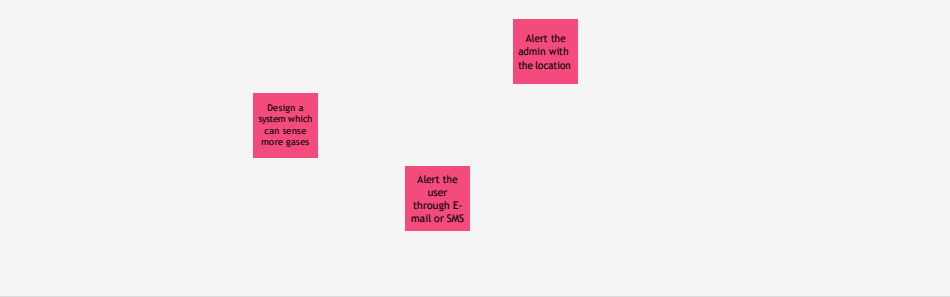 Alert the
admin with
the location
Design a
system which
can sense
more gases
Alert the
user
through E-
mail or SMS